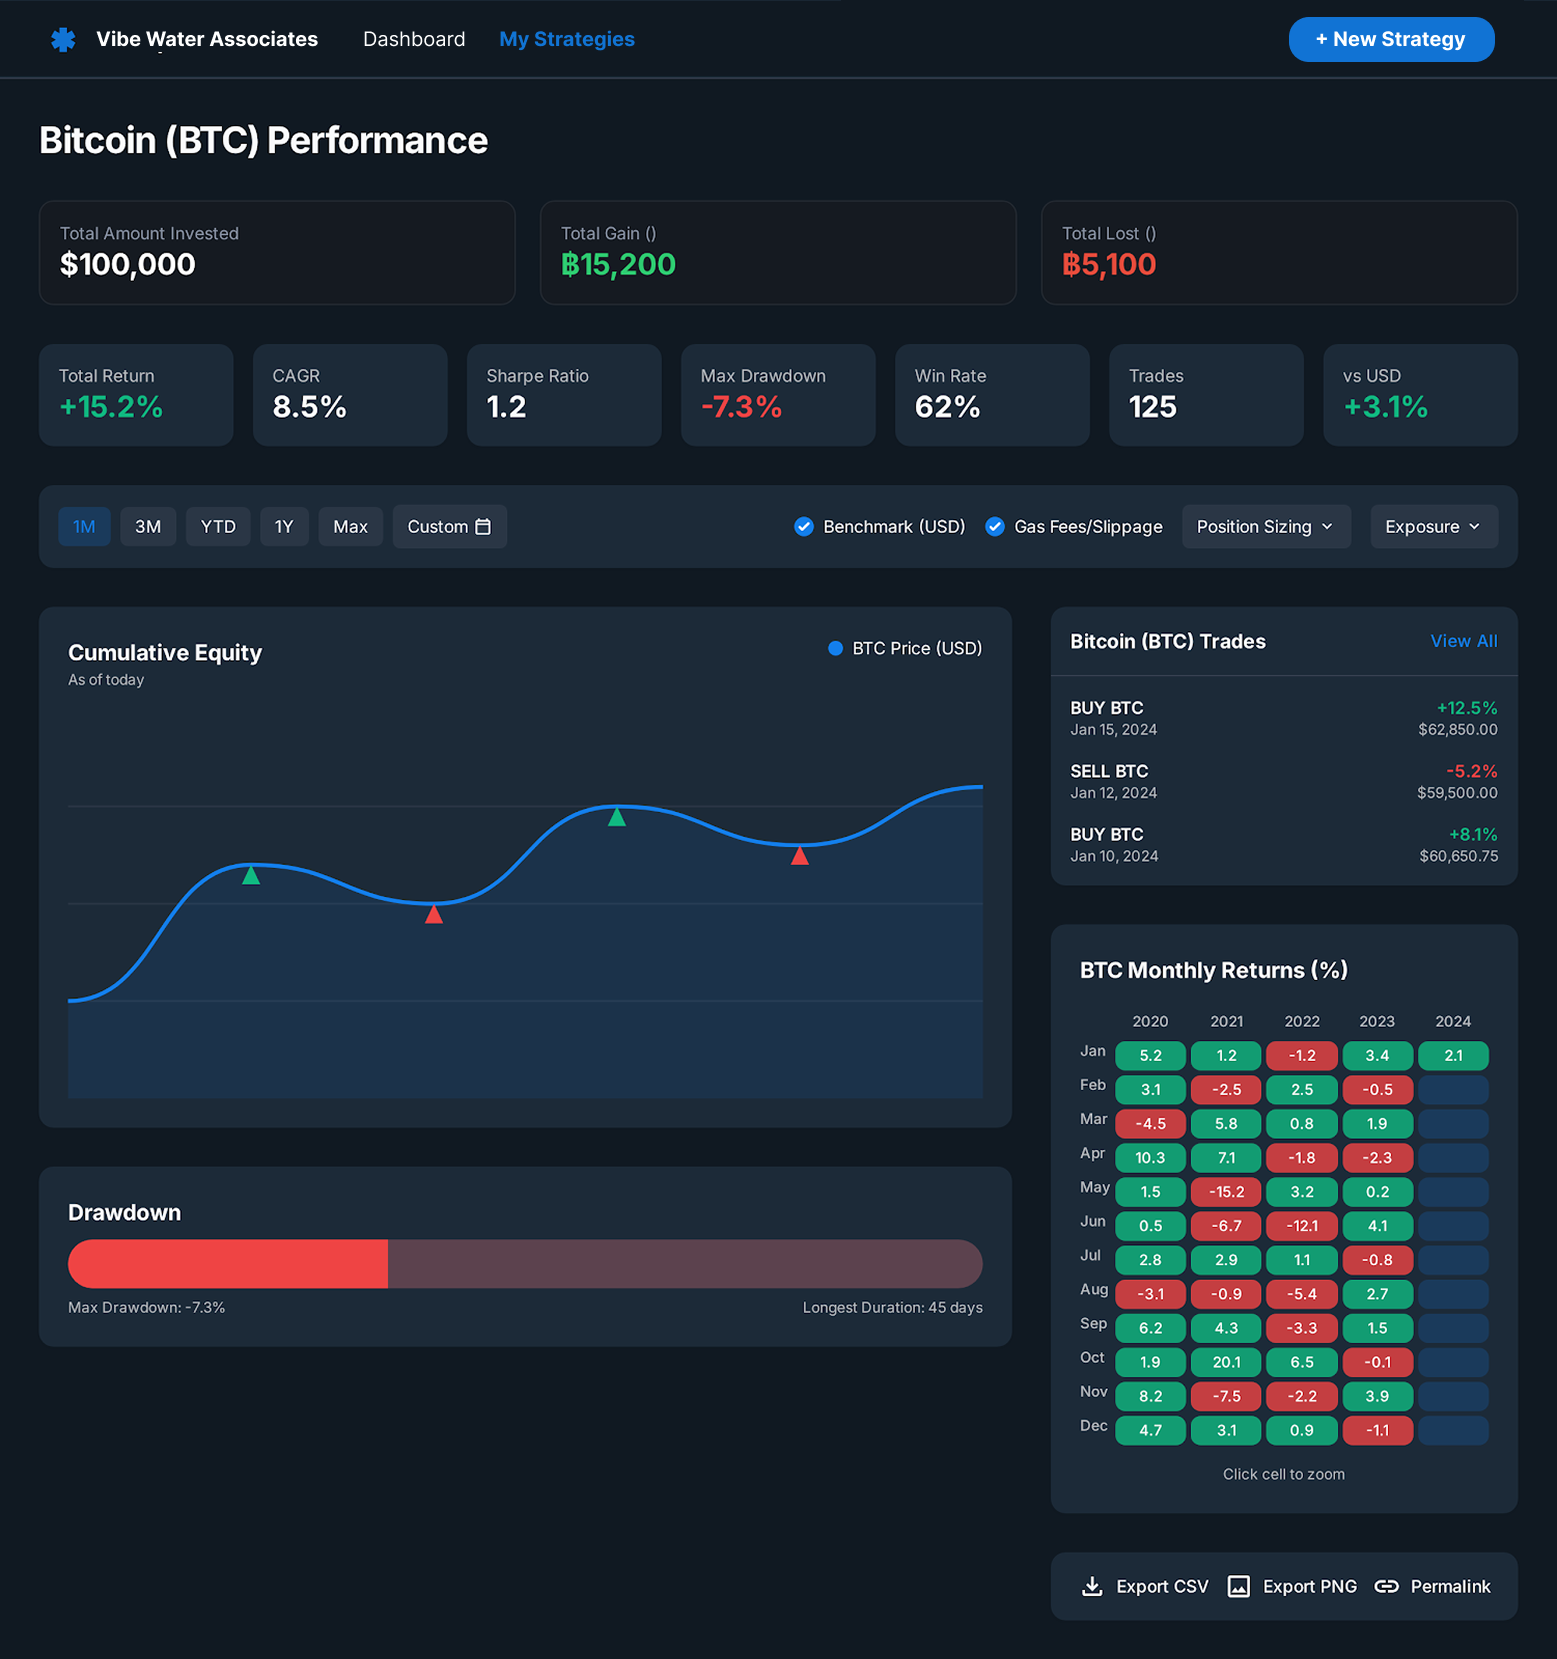 Vibe Water Associates
Dashboard
My Strategies
+ New Strategy
Bitcoin (BTC) Performance
Total Amount Invested
$100,000
Total Gain ()
฿15,200
Total Lost ()
฿5,100
Total Return
+15.2%
CAGR
8.5%
Sharpe Ratio
1.2
Max Drawdown
-7.3%
Win Rate
62%
Trades
125
vs USD
+3.1%
1M
3M
YTD
1Y
Max
Custom
Benchmark (USD)
Gas Fees/Slippage
Position Sizing
Exposure
Cumulative Equity
As of today
BTC Price (USD)
Drawdown
Max Drawdown: -7.3%
Longest Duration: 45 days
Bitcoin (BTC) Trades
View All
BUY BTC +12.5%
Jan 15, 2024 $62,850.00
SELL BTC -5.2%
Jan 12, 2024 $59,500.00
BUY BTC +8.1%
Jan 10, 2024 $60,650.75
BTC Monthly Returns (%)
2020 2021 2022 2023 2024
Jan 5.2 1.2 -1.2 3.4 2.1
Feb 3.1 -2.5 2.5 -0.5
Mar -4.5 5.8 0.8 1.9
Apr 10.3 7.1 -1.8 -2.3
May 1.5 -15.2 3.2 0.2
Jun 0.5 -6.7 -12.1 4.1
Jul 2.8 2.9 1.1 -0.8
Aug -3.1 -0.9 -5.4 2.7
Sep 6.2 4.3 -3.3 1.5
Oct 1.9 20.1 6.5 -0.1
Nov 8.2 -7.5 -2.2 3.9
Dec 4.7 3.1 0.9 -1.1
Click cell to zoom
Export CSV
Export PNG
Permalink